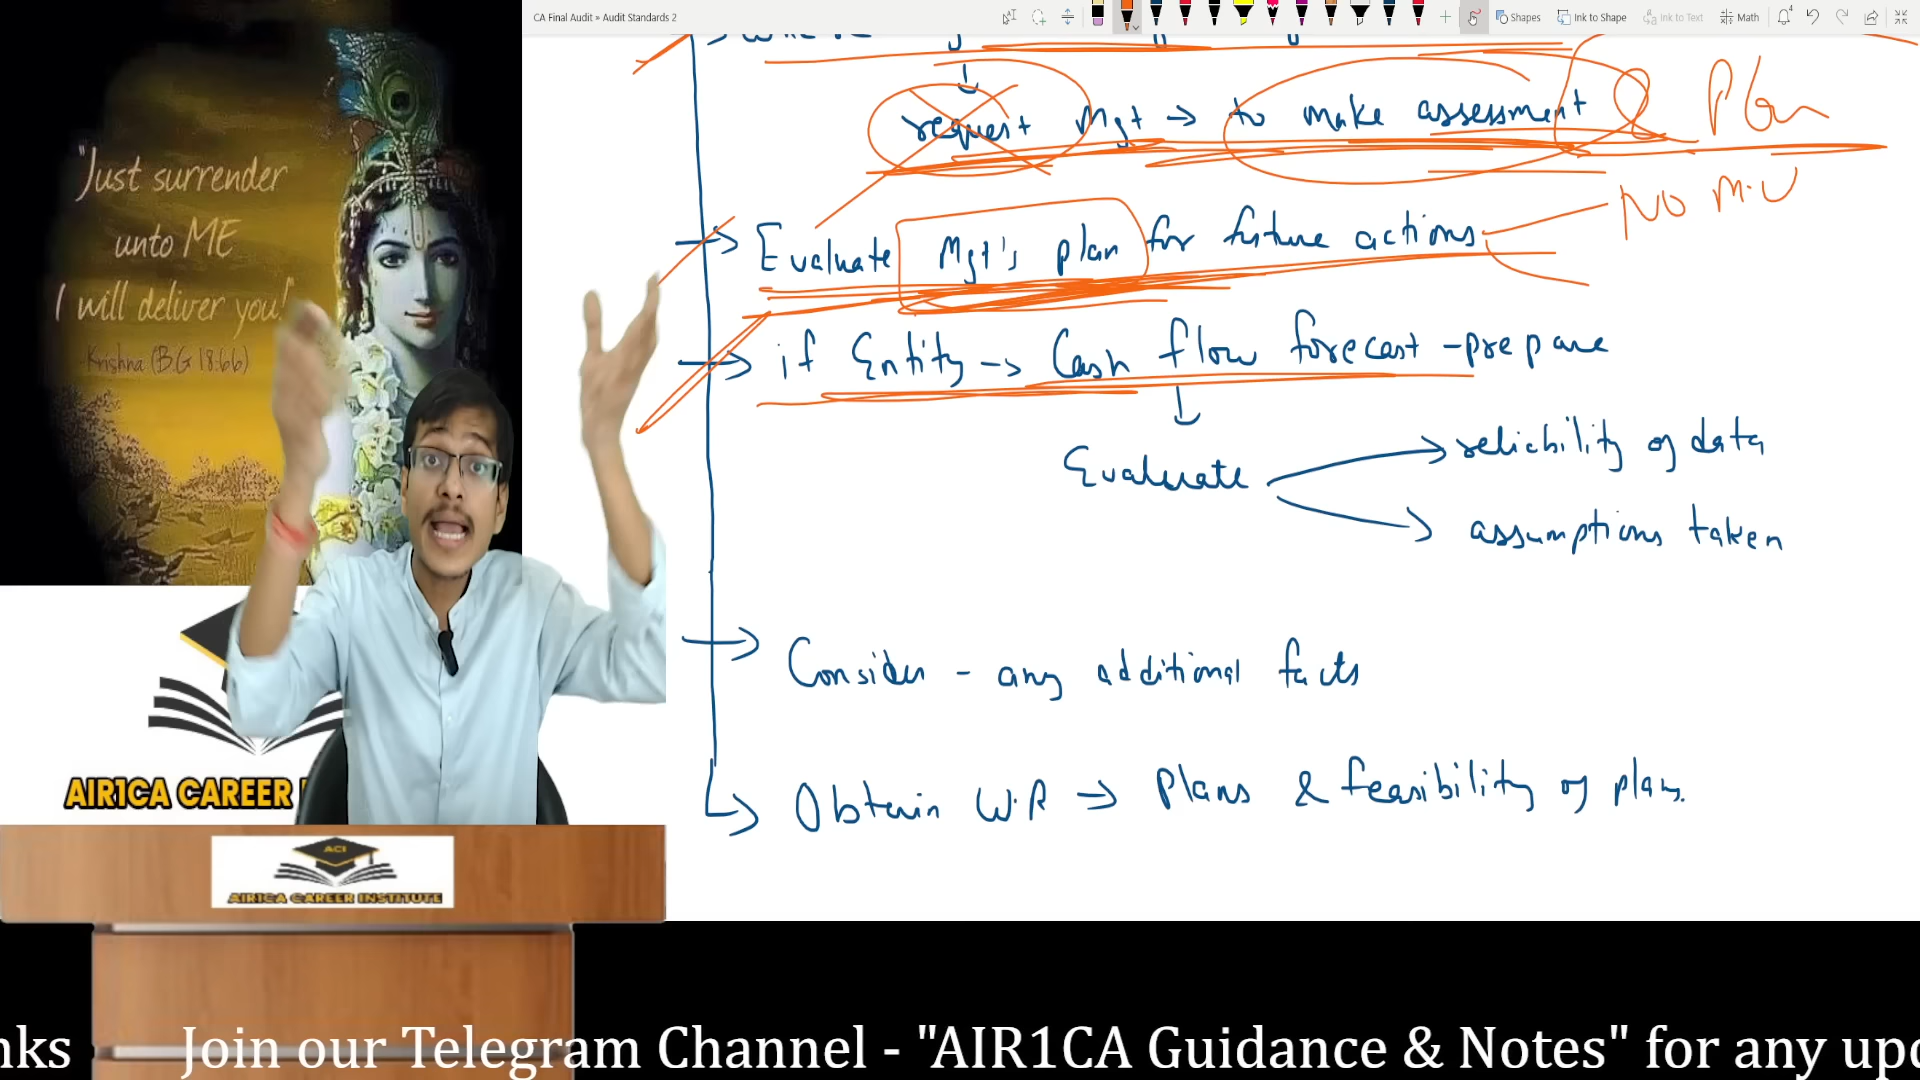 CA Final Audit » Audit Standards 2
Shapes
Ink to Shape
Ink to Text
Math
request Mgt → to make assessment & Plan
→ Evaluate Mgt's plan for future actions
NO M.U
→ if Entity → Cash flow forecast - prepare
Evaluate → reliability of data
→ assumptions taken
→ Consider - any additional facts
→ Obtain W.R → Plans & feasibility of plans.
"Just surrender
unto ME
I will deliver you!"
-Krishna (B.G 18:66)
AIR1CA CAREER
ACI
AIR1CA CAREER INSTITUTE
nks Join our Telegram Channel - "AIR1CA Guidance & Notes" for any upd